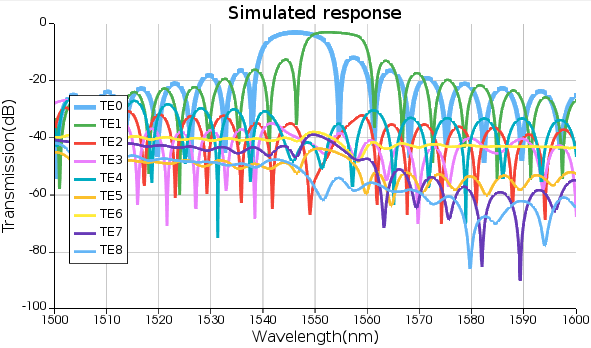 Simulated response
Transmission(dB)
0
-20
-40
-60
-80
-100
TE0
TE1
TE2
TE3
TE4
TE5
TE6
TE7
TE8
1500 1510 1520 1530 1540 1550 1560 1570 1580 1590 1600
Wavelength(nm)